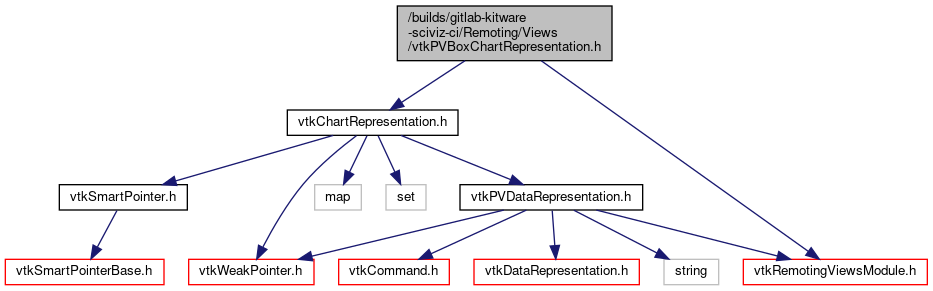 /builds/gitlab-kitware
-sciviz-ci/Remoting/Views
/vtkPVBoxChartRepresentation.h
vtkChartRepresentation.h
vtkSmartPointer.h
map
set
vtkPVDataRepresentation.h
vtkSmartPointerBase.h
vtkWeakPointer.h
vtkCommand.h
vtkDataRepresentation.h
string
vtkRemotingViewsModule.h